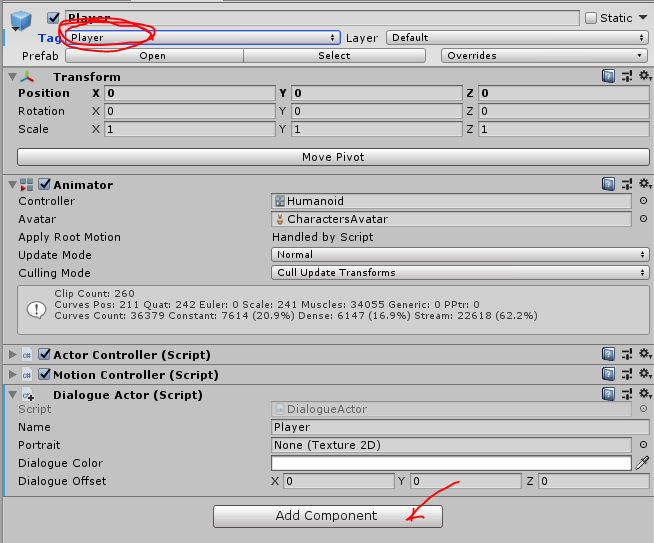 Player Static
Tag Player Layer Default
Prefab Open Select Overrides
Transform
Position X 0 Y 0 Z 0
Rotation X 0 Y 0 Z 0
Scale X 1 Y 1 Z 1
Move Pivot
Animator
Controller Humanoid
Avatar CharactersAvatar
Apply Root Motion Handled by Script
Update Mode Normal
Culling Mode Cull Update Transforms
Clip Count: 260
Curves Pos: 211 Quat: 242 Euler: 0 Scale: 241 Muscles: 34055 Generic: 0 PPtr: 0
Curves Count: 36379 Constant: 7614 (20.9%) Dense: 6147 (16.9%) Stream: 22618 (62.2%)
Actor Controller (Script)
Motion Controller (Script)
Dialogue Actor (Script)
Script DialogueActor
Name Player
Portrait None (Texture 2D)
Dialogue Color
Dialogue Offset X 0 Y 0 Z 0
Add Component